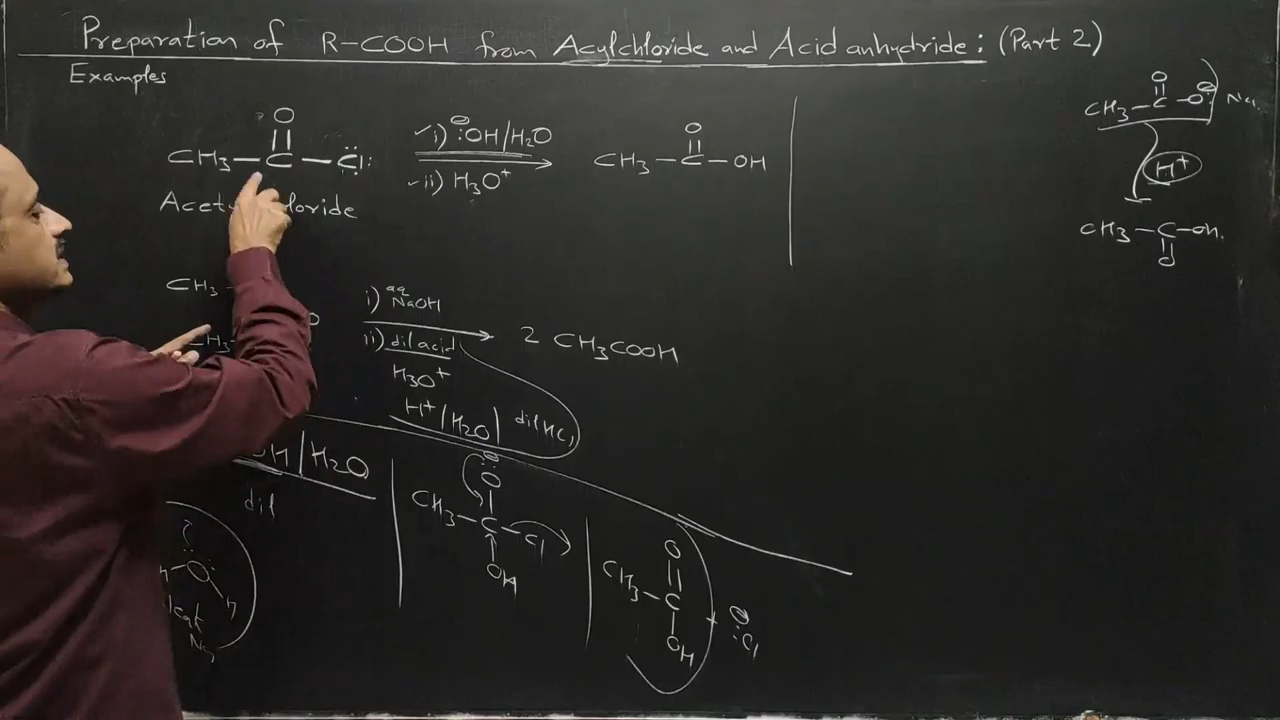 Preparation of R-COOH from Acylchloride and Acid anhydride: (Part 2)
Examples
O
CH3-C-Cl
i) ⊖:OH/H2O
ii) H3O+
O
CH3-C-OH
O
CH3-C-O⊖
H+
CH3-C-OH
O
CH3
i) aq NaOH
ii) dil acid
H3O+
H+/H2O/ dil HCl
2 CH3COOH
H/H2O
dil
O
H
⊖
O
CH3-C-Cl
OH
O
CH3-C
OH
+ ⊖:Cl